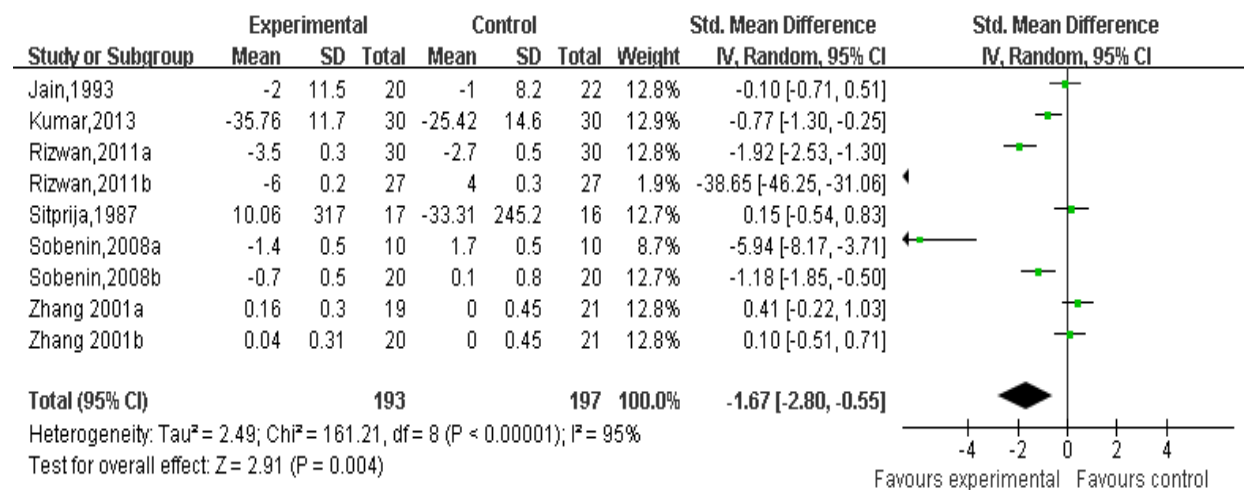 Experimental Control Std. Mean Difference Std. Mean Difference
Study or Subgroup Mean SD Total Mean SD Total Weight IV, Random, 95% CI IV, Random, 95% CI
Jain,1993 -2 11.5 20 -1 8.2 22 12.8% -0.10 [-0.71, 0.51]
Kumar,2013 -35.76 11.7 30 -25.42 14.6 30 12.9% -0.77 [-1.30, -0.25]
Rizwan,2011a -3.5 0.3 30 -2.7 0.5 30 12.8% -1.92 [-2.53, -1.30]
Rizwan,2011b -6 0.2 27 4 0.3 27 1.9% -38.65 [-46.25, -31.06]
Sitprija,1987 10.06 317 17 -33.31 245.2 16 12.7% 0.15 [-0.54, 0.83]
Sobenin,2008a -1.4 0.5 10 1.7 0.5 10 8.7% -5.94 [-8.17, -3.71]
Sobenin,2008b -0.7 0.5 20 0.1 0.8 20 12.7% -1.18 [-1.85, -0.50]
Zhang 2001a 0.16 0.3 19 0 0.45 21 12.8% 0.41 [-0.22, 1.03]
Zhang 2001b 0.04 0.31 20 0 0.45 21 12.8% 0.10 [-0.51, 0.71]
Total (95% CI) 193 197 100.0% -1.67 [-2.80, -0.55]
Heterogeneity: Tau² = 2.49; Chi² = 161.21, df = 8 (P < 0.00001); I² = 95%
Test for overall effect: Z = 2.91 (P = 0.004)
-4 -2 0 2 4
Favours experimental Favours control